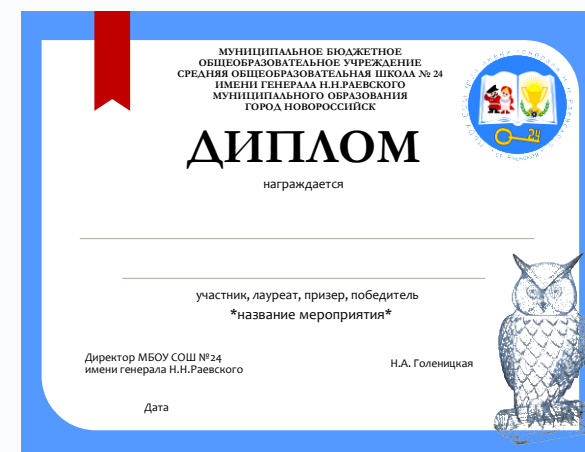 МУНИЦИПАЛЬНОЕ БЮДЖЕТНОЕ
ОБЩЕОБРАЗОВАТЕЛЬНОЕ УЧРЕЖДЕНИЕ
СРЕДНЯЯ ОБЩЕОБРАЗОВАТЕЛЬНАЯ ШКОЛА № 24
ИМЕНИ ГЕНЕРАЛА Н.Н.РАЕВСКОГО
МУНИЦИПАЛЬНОГО ОБРАЗОВАНИЯ
ГОРОД НОВОРОССИЙСК
24
ДИПЛОМ
награждается
участник, лауреат, призер, победитель
*название мероприятия*
Директор МБОУ СОШ №24
имени генерала Н.Н.Раевского
Н.А. Голеницкая
Дата